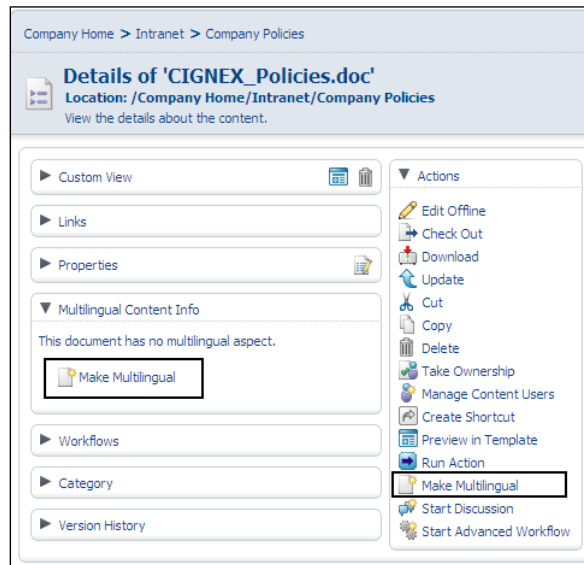 Company Home > Intranet > Company Policies
Details of 'CIGNEX_Policies.doc'
Location: /Company Home/Intranet/Company Policies
View the details about the content.
Custom View
Links
Properties
Multilingual Content Info
This document has no multilingual aspect.
Make Multilingual
Workflows
Category
Version History
Actions
Edit Offline
Check Out
Download
Update
Cut
Copy
Delete
Take Ownership
Manage Content Users
Create Shortcut
Preview in Template
Run Action
Make Multilingual
Start Discussion
Start Advanced Workflow